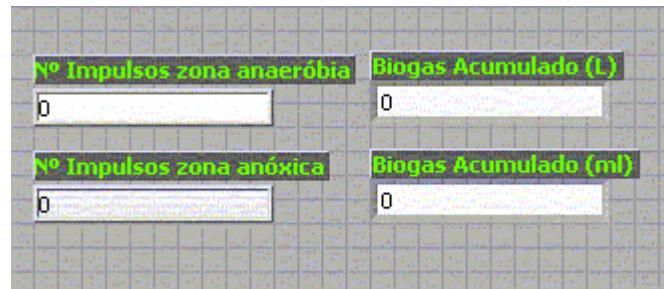 Nº Impulsos zona anaeróbia
0
Biogas Acumulado (L)
0
Nº Impulsos zona anóxica
0
Biogas Acumulado (ml)
0